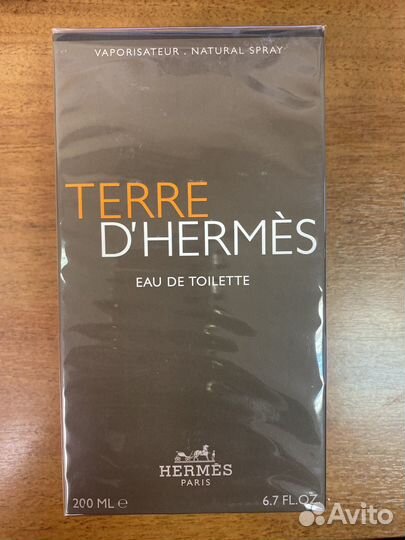 VAPORISATEUR . NATURAL SPRAY
TERRE
D'HERMÈS
EAU DE TOILETTE
HERMÈS
PARIS
200 ML ℮ 6.7 FL.OZ
Avito